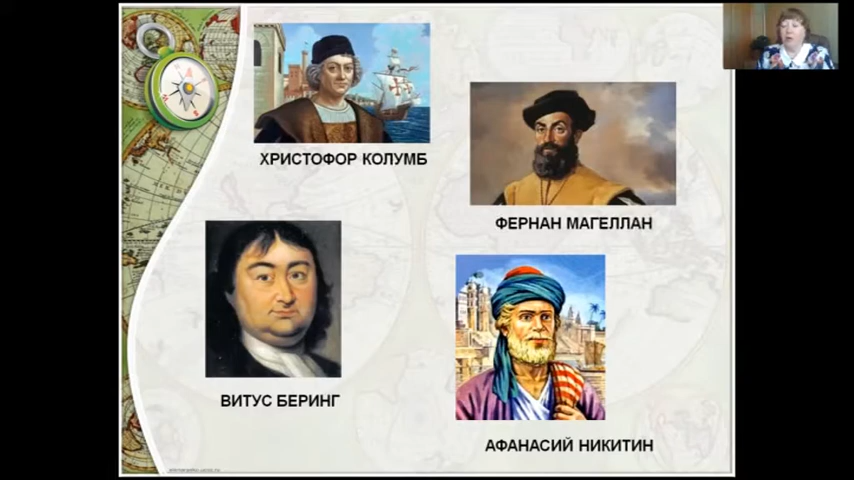 ХРИСТОФОР КОЛУМБ
ФЕРНАН МАГЕЛЛАН
ВИТУС БЕРИНГ
АФАНАСИЙ НИКИТИН